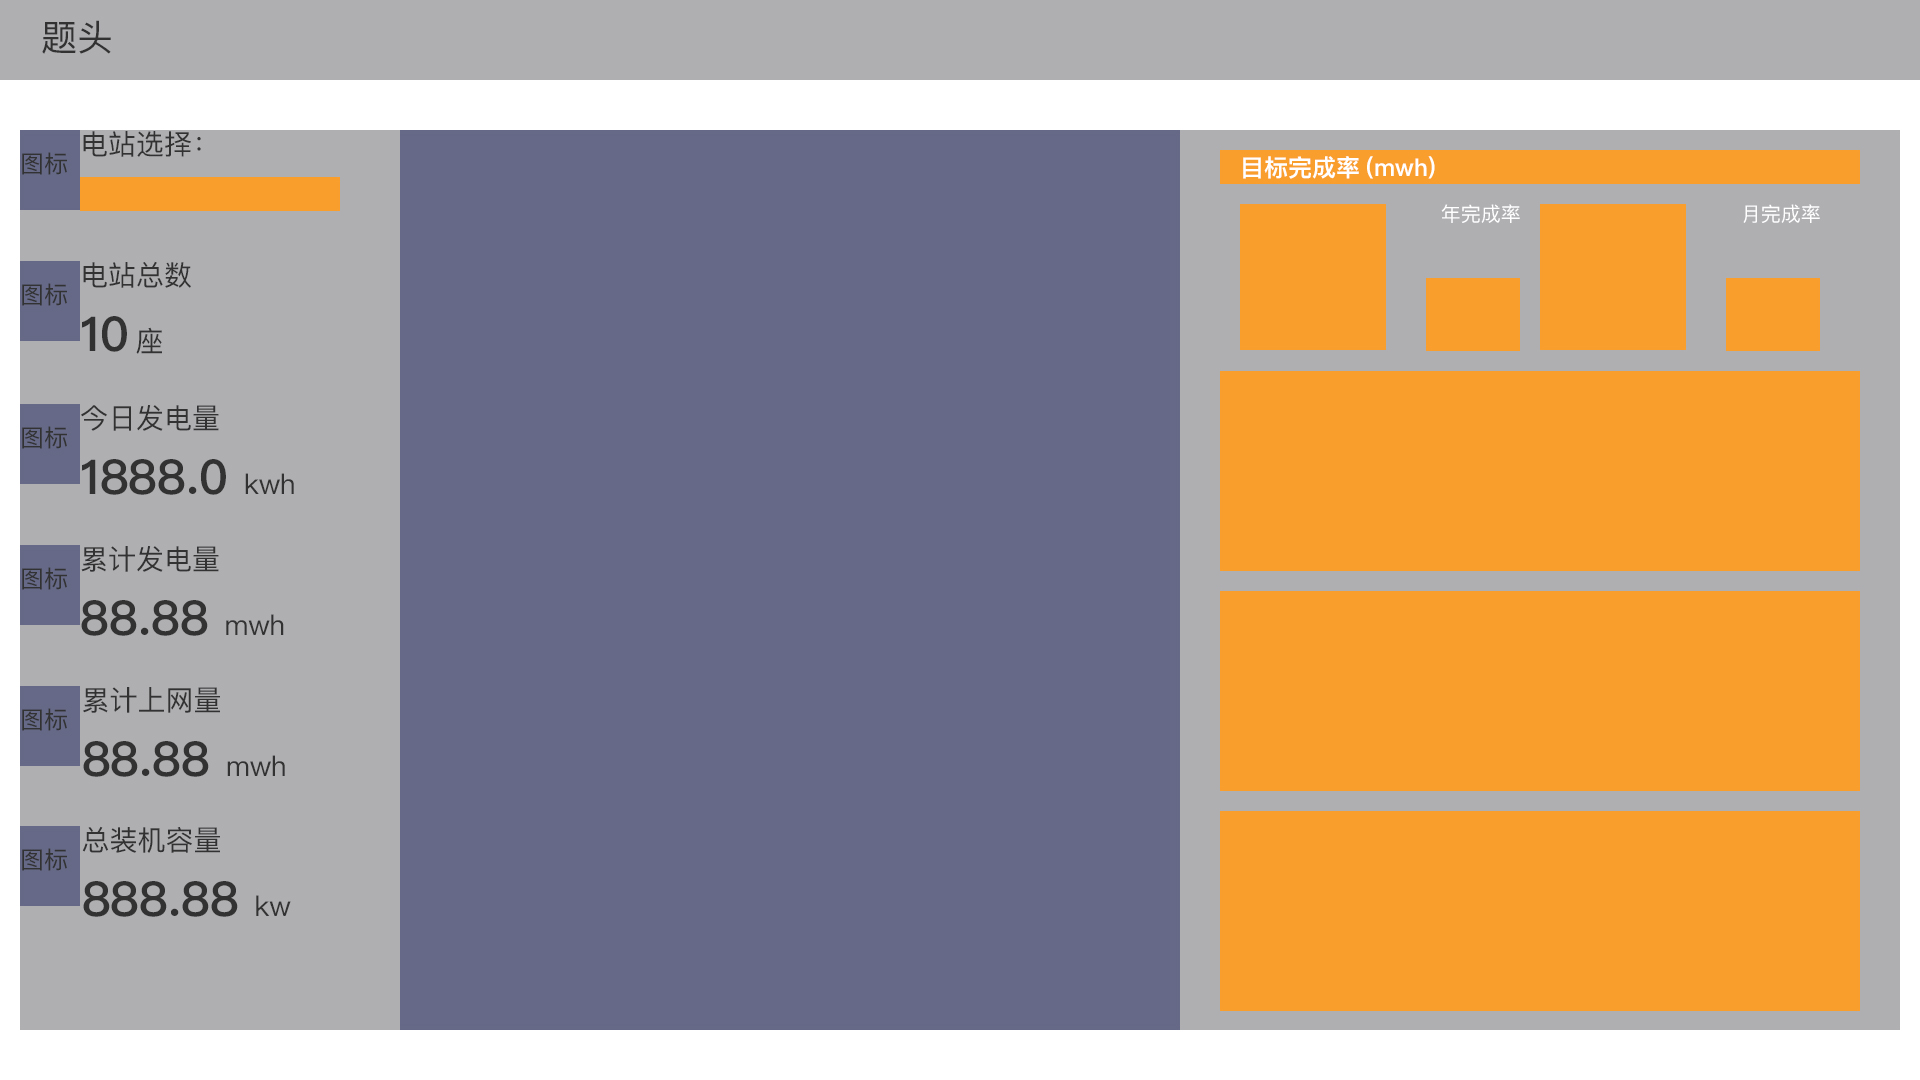 题头
图标
电站选择：
图标
电站总数
10 座
图标
今日发电量
1888.0 kwh
图标
累计发电量
88.88 mwh
图标
累计上网量
88.88 mwh
图标
总装机容量
888.88 kw
目标完成率 (mwh)
年完成率
月完成率